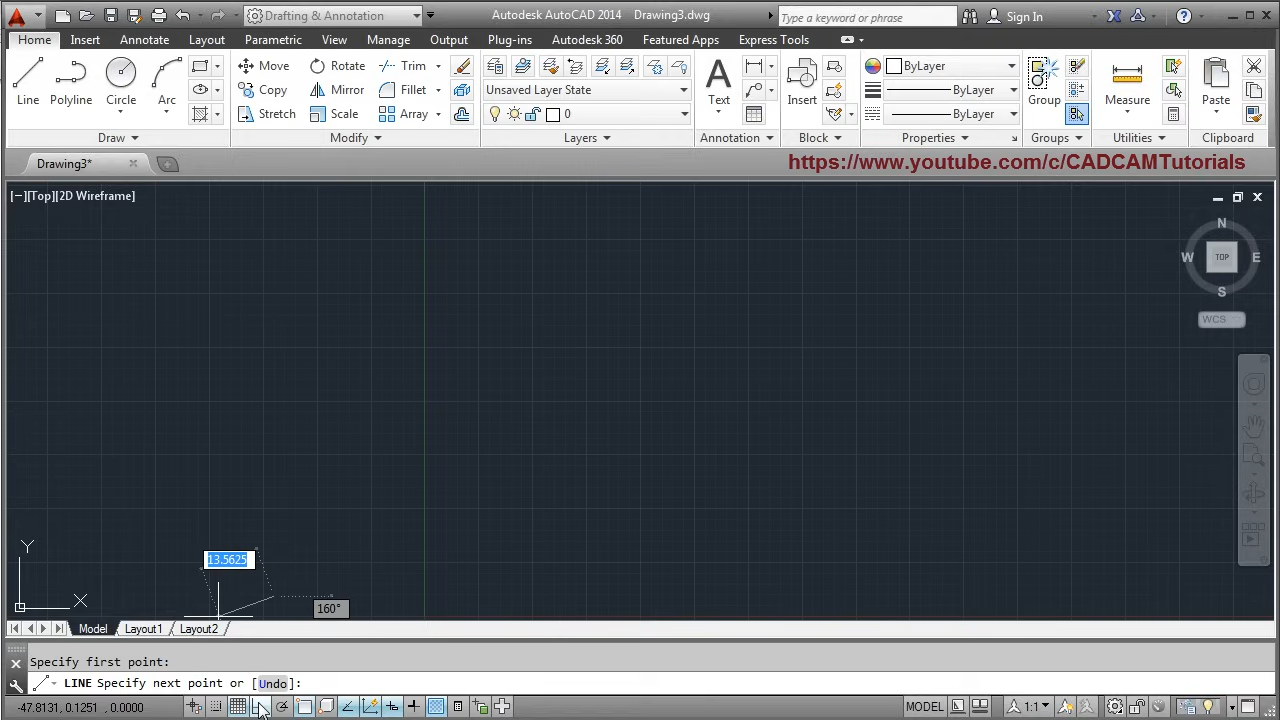 Drafting & Annotation
Autodesk AutoCAD 2014 Drawing3.dwg
Type a keyword or phrase
Sign In
Home Insert Annotate Layout Parametric View Manage Output Plug-ins Autodesk 360 Featured Apps Express Tools
Line Polyline Circle Arc
Move Rotate Trim
Copy Mirror Fillet
Stretch Scale Array
Unsaved Layer State
0
Text
Insert
ByLayer
ByLayer
ByLayer
Group
Measure
Paste
Draw Modify Layers Annotation Block Properties Groups Utilities Clipboard
Drawing3*
https://www.youtube.com/c/CADCAMTutorials
[−][Top][2D Wireframe]
N
W TOP E
S
WCS
Y
X
13.5625
160°
Model Layout1 Layout2
Specify first point:
LINE Specify next point or [Undo]:
-47.8131, 0.1251 , 0.0000
MODEL
1:1